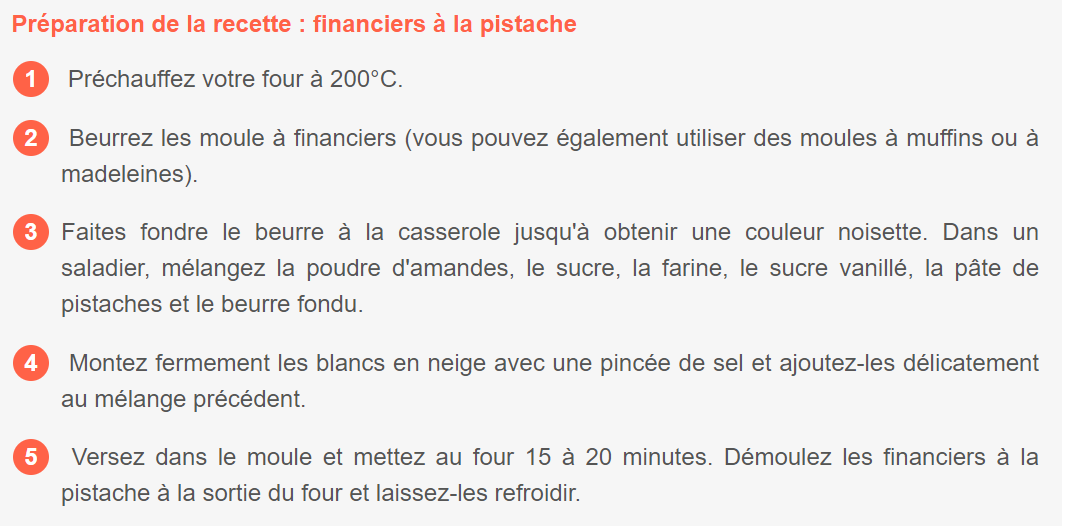 Préparation de la recette : financiers à la pistache
1 Préchauffez votre four à 200°C.
2 Beurrez les moule à financiers (vous pouvez également utiliser des moules à muffins ou à
madeleines).
3 Faites fondre le beurre à la casserole jusqu'à obtenir une couleur noisette. Dans un
saladier, mélangez la poudre d'amandes, le sucre, la farine, le sucre vanillé, la pâte de
pistaches et le beurre fondu.
4 Montez fermement les blancs en neige avec une pincée de sel et ajoutez-les délicatement
au mélange précédent.
5 Versez dans le moule et mettez au four 15 à 20 minutes. Démoulez les financiers à la
pistache à la sortie du four et laissez-les refroidir.